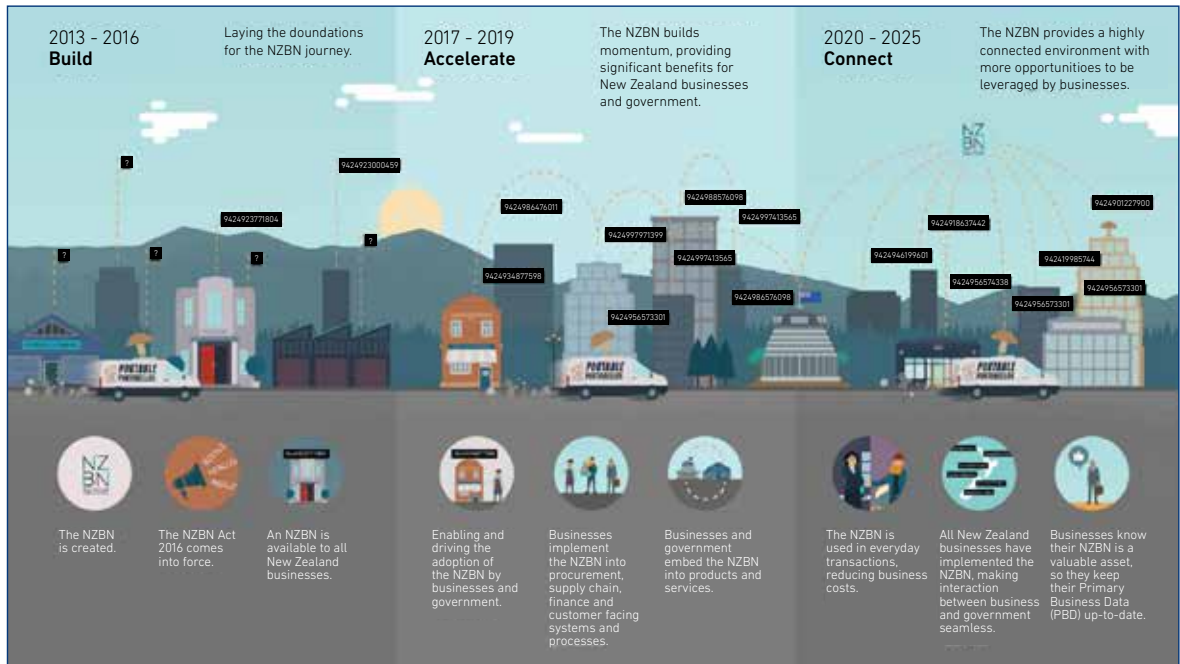 2013 - 2016
Build
Laying the doundations
for the NZBN journey.
2017 - 2019
Accelerate
The NZBN builds
momentum, providing
significant benefits for
New Zealand businesses
and government.
2020 - 2025
Connect
The NZBN provides a highly
connected environment with
more opportunitioes to be
leveraged by businesses.
NZ
BN
?
9424923000459
9424923771804
?
?
?
?
9424986476011
9424988576098
9424997413565
9424997971399
9424997413565
9424934877598
9424986576098
9424956573301
9424901227900
9424918637442
9424946199601
942419985744
9424956574338
9424956573301
9424956573301
PORTABLE
PORTOBELLOS
PORTABLE
PORTOBELLOS
PORTABLE
PORTOBELLOS
NZ
BN
The NZBN
is created.
The NZBN Act
2016 comes
into force.
An NZBN is
available to all
New Zealand
businesses.
Enabling and
driving the
adoption of
the NZBN by
businesses and
government.
Businesses
implement
the NZBN into
procurement,
supply chain,
finance and
customer facing
systems and
processes.
Businesses and
government
embed the NZBN
into products and
services.
The NZBN is
used in everyday
transactions,
reducing business
costs.
All New Zealand
businesses have
implemented the
NZBN, making
interaction
between business
and government
seamless.
Businesses know
their NZBN is a
valuable asset,
so they keep
their Primary
Business Data
(PBD) up-to-date.